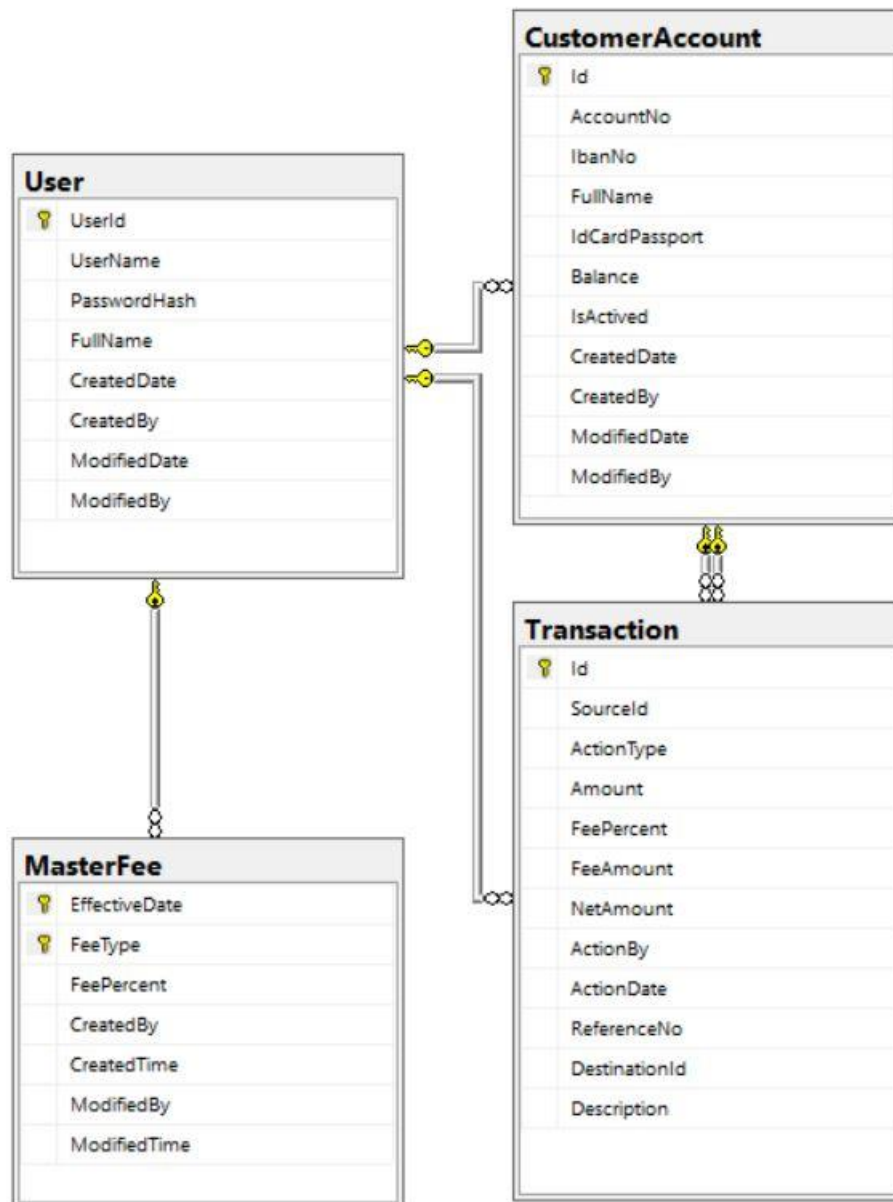 CustomerAccount
Id
AccountNo
IbanNo
FullName
IdCardPassport
Balance
IsActived
CreatedDate
CreatedBy
ModifiedDate
ModifiedBy
User
UserId
UserName
PasswordHash
FullName
CreatedDate
CreatedBy
ModifiedDate
ModifiedBy
Transaction
Id
SourceId
ActionType
Amount
FeePercent
FeeAmount
NetAmount
ActionBy
ActionDate
ReferenceNo
DestinationId
Description
MasterFee
EffectiveDate
FeeType
FeePercent
CreatedBy
CreatedTime
ModifiedBy
ModifiedTime